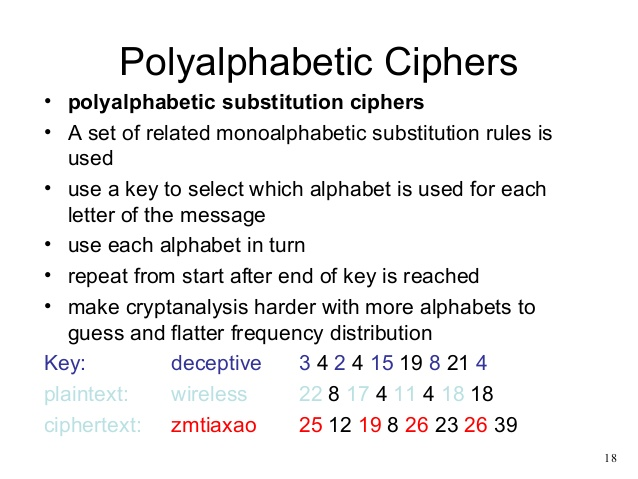 Polyalphabetic Ciphers
• polyalphabetic substitution ciphers
• A set of related monoalphabetic substitution rules is
used
• use a key to select which alphabet is used for each
letter of the message
• use each alphabet in turn
• repeat from start after end of key is reached
• make cryptanalysis harder with more alphabets to
guess and flatter frequency distribution
Key: deceptive 3 4 2 4 15 19 8 21 4
plaintext: wireless 22 8 17 4 11 4 18 18
ciphertext: zmtiaxao 25 12 19 8 26 23 26 39
18